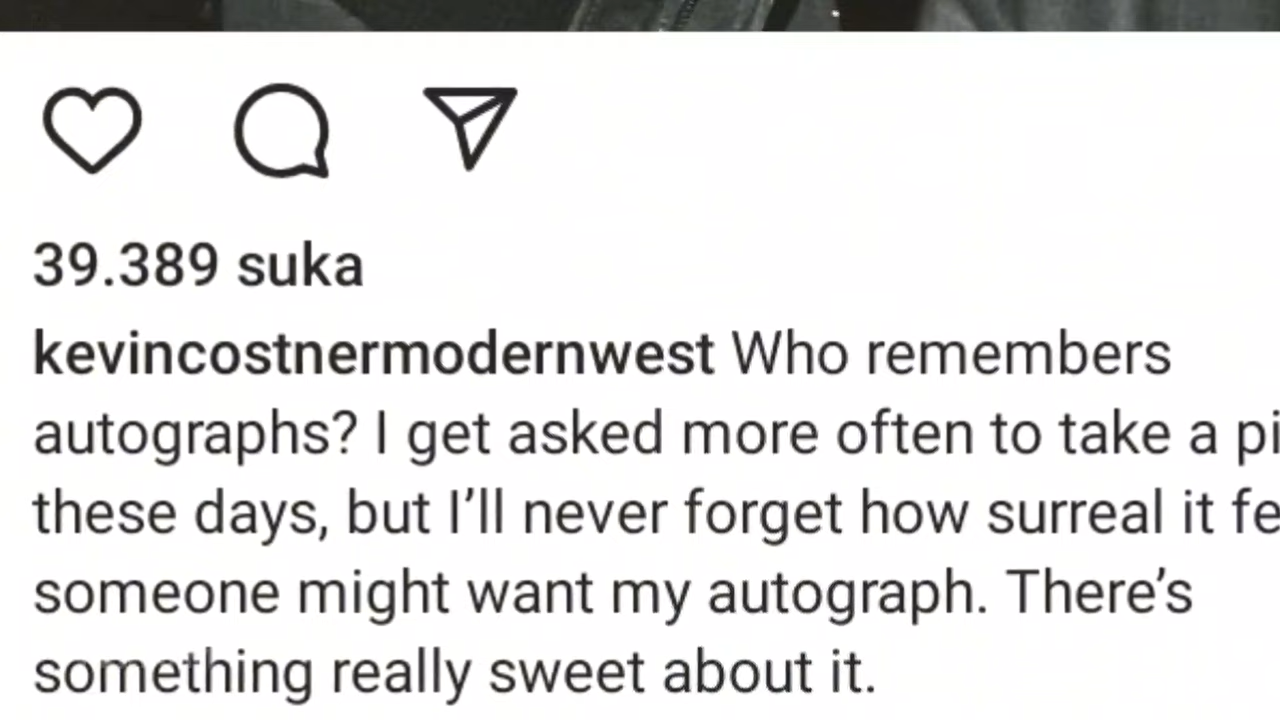 39.389 suka
kevincostnermodernwest Who remembers
autographs? I get asked more often to take a
these days, but I’ll never forget how surreal it
someone might want my autograph. There’s
something really sweet about it.